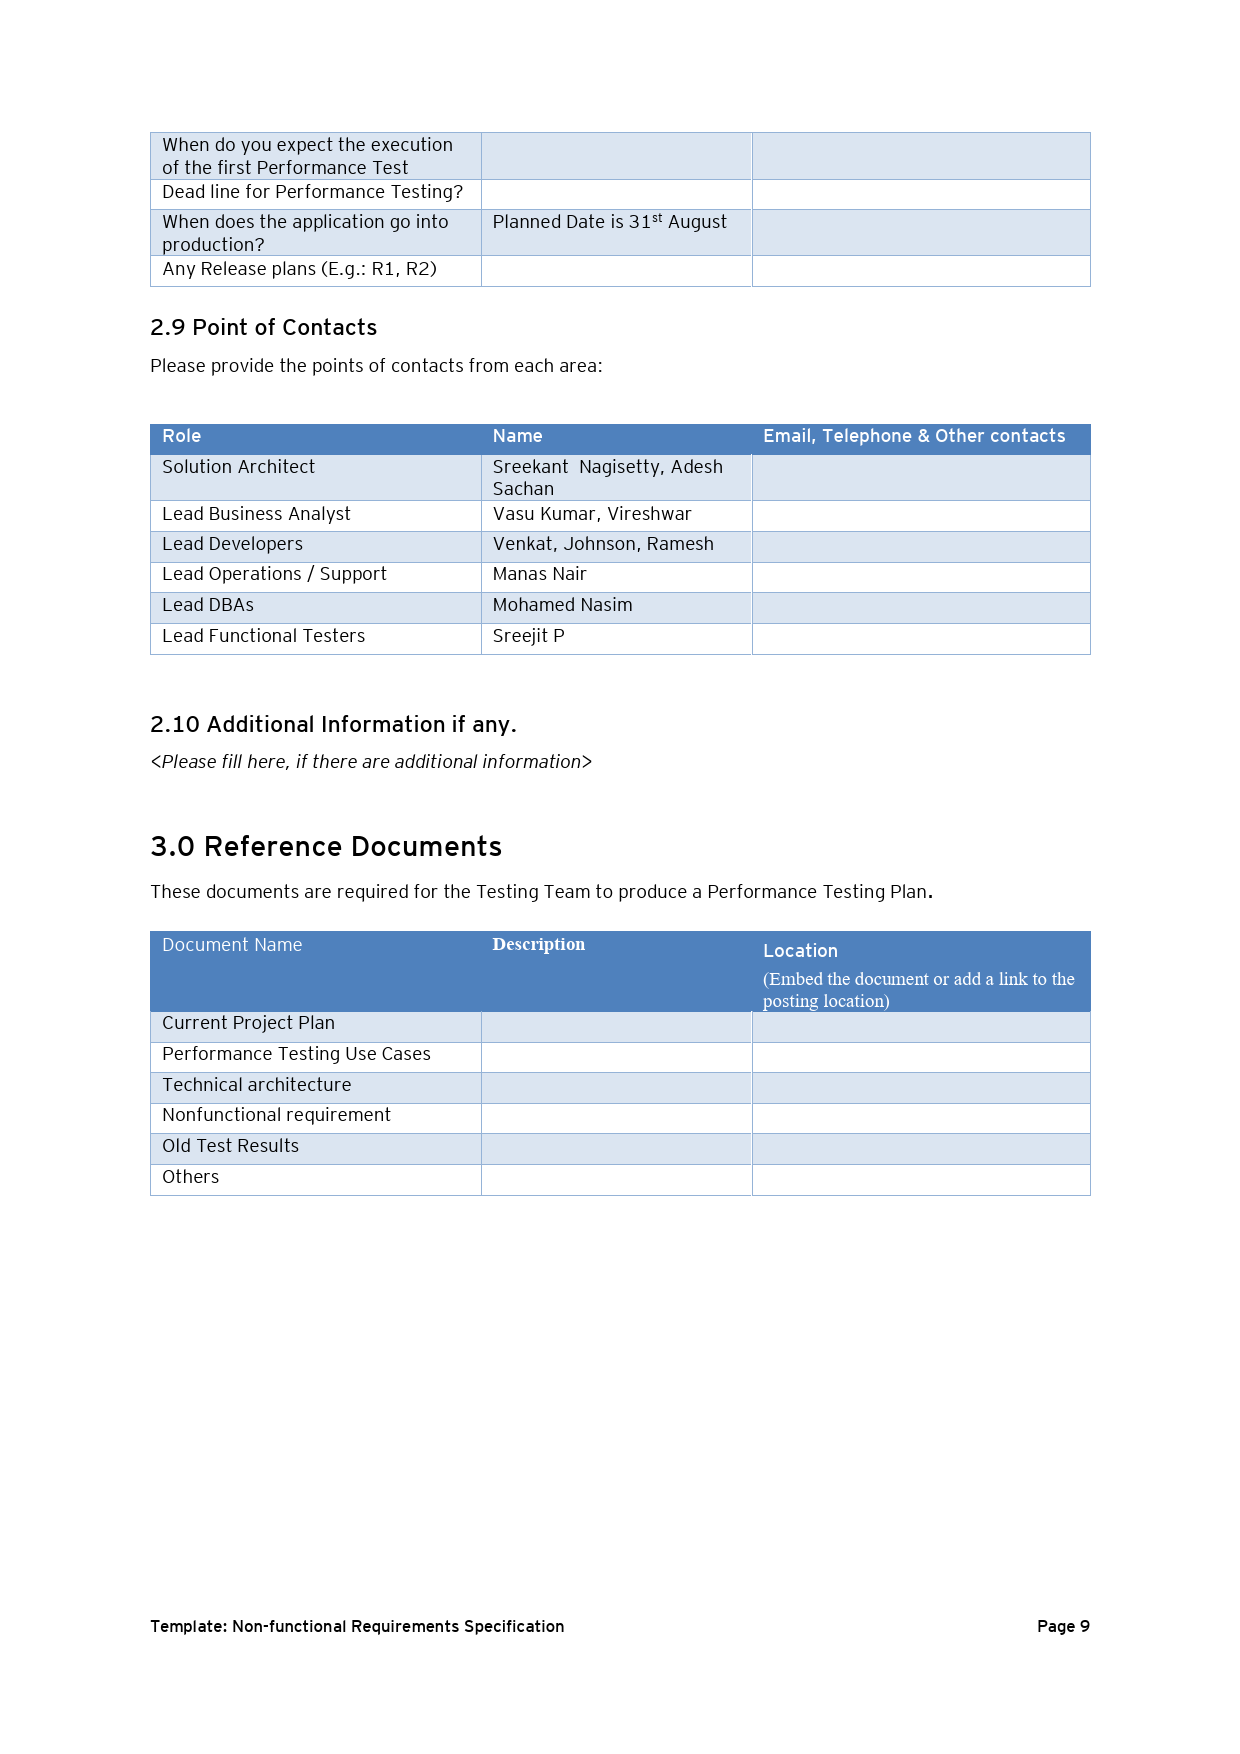 When do you expect the execution
of the first Performance Test
Dead line for Performance Testing?
When does the application go into
production?
Planned Date is 31st August
Any Release plans (E.g.: R1, R2)
2.9 Point of Contacts
Please provide the points of contacts from each area:
Role Name Email, Telephone & Other contacts
Solution Architect
Sreekant  Nagisetty, Adesh
Sachan
Lead Business Analyst Vasu Kumar, Vireshwar
Lead Developers Venkat, Johnson, Ramesh
Lead Operations / Support Manas Nair
Lead DBAs Mohamed Nasim
Lead Functional Testers Sreejit P
2.10 Additional Information if any.
<Please fill here, if there are additional information>
3.0 Reference Documents
These documents are required for the Testing Team to produce a Performance Testing Plan.
Document Name Description Location
(Embed the document or add a link to the
posting location)
Current Project Plan
Performance Testing Use Cases
Technical architecture
Nonfunctional requirement
Old Test Results
Others
Template: Non-functional Requirements Specification Page 9